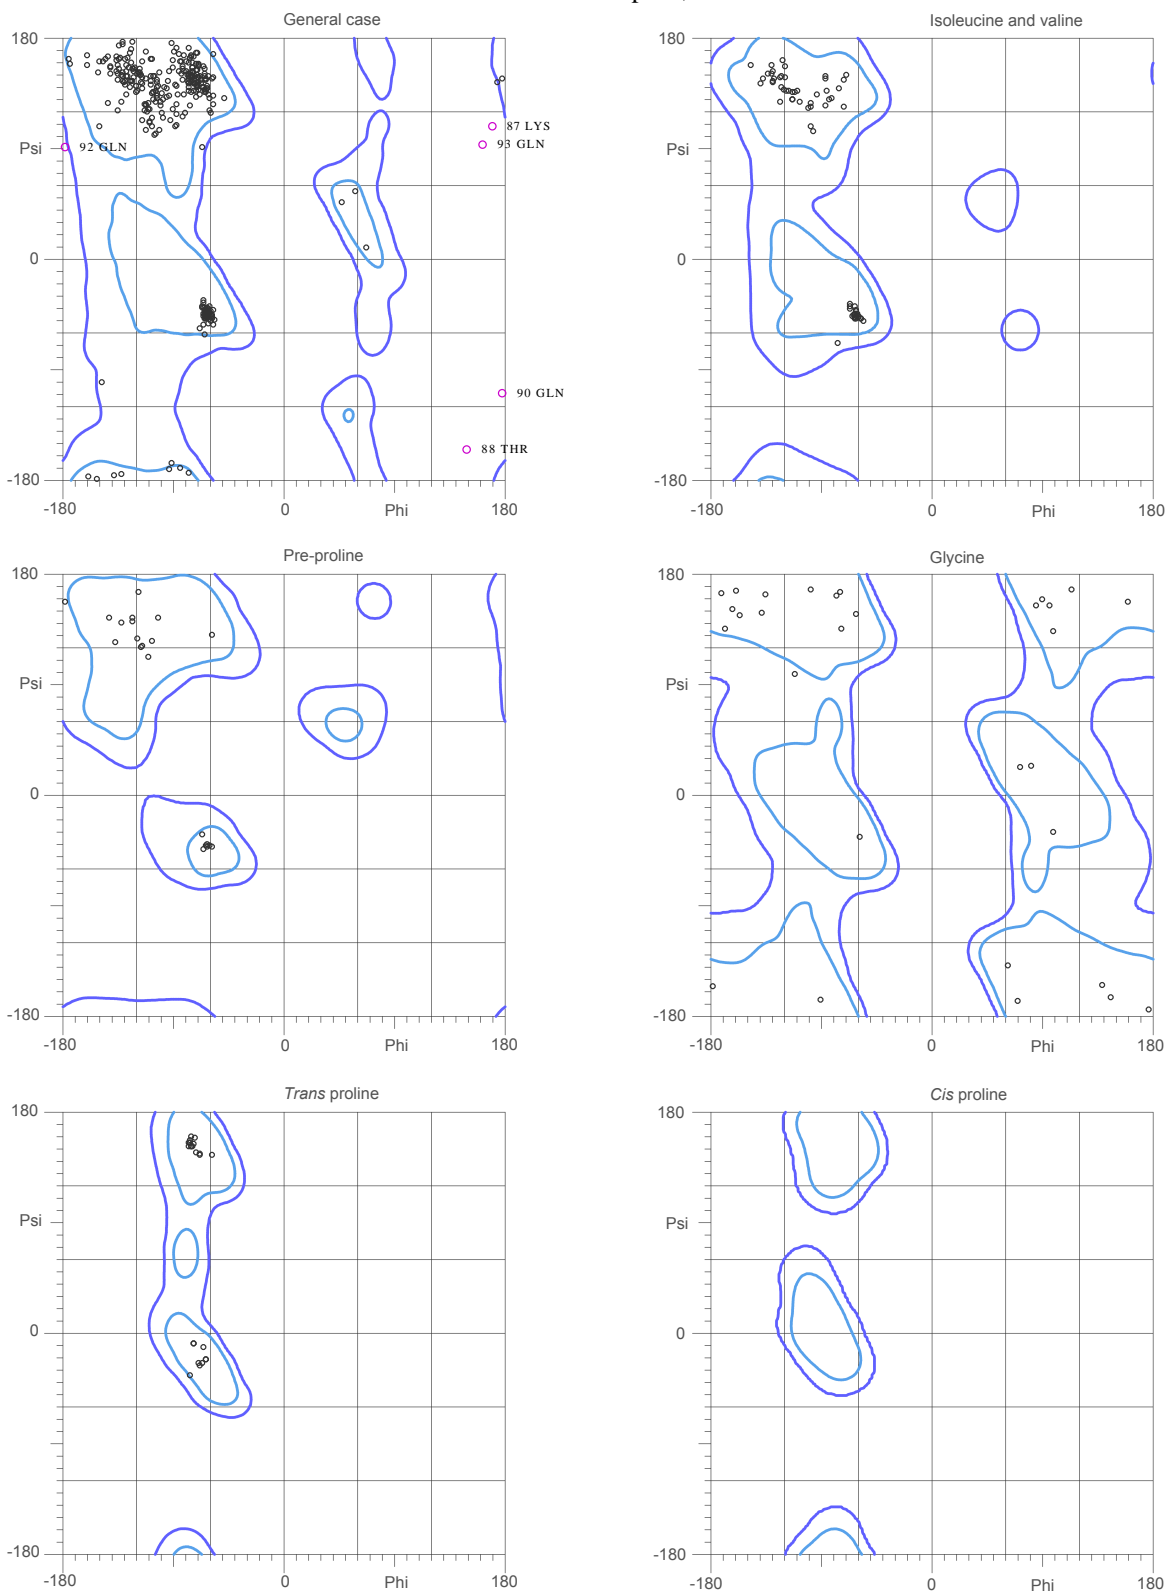 General case
180
Psi
0
-180
-180
0
Phi
180
87 LYS
93 GLN
92 GLN
90 GLN
88 THR
Isoleucine and valine
180
Psi
0
-180
-180
0
Phi
180
Pre-proline
180
Psi
0
-180
-180
0
Phi
180
Glycine
180
Psi
0
-180
-180
0
Phi
180
Trans proline
180
Psi
0
-180
-180
0
Phi
180
Cis proline
180
Psi
0
-180
-180
0
Phi
180